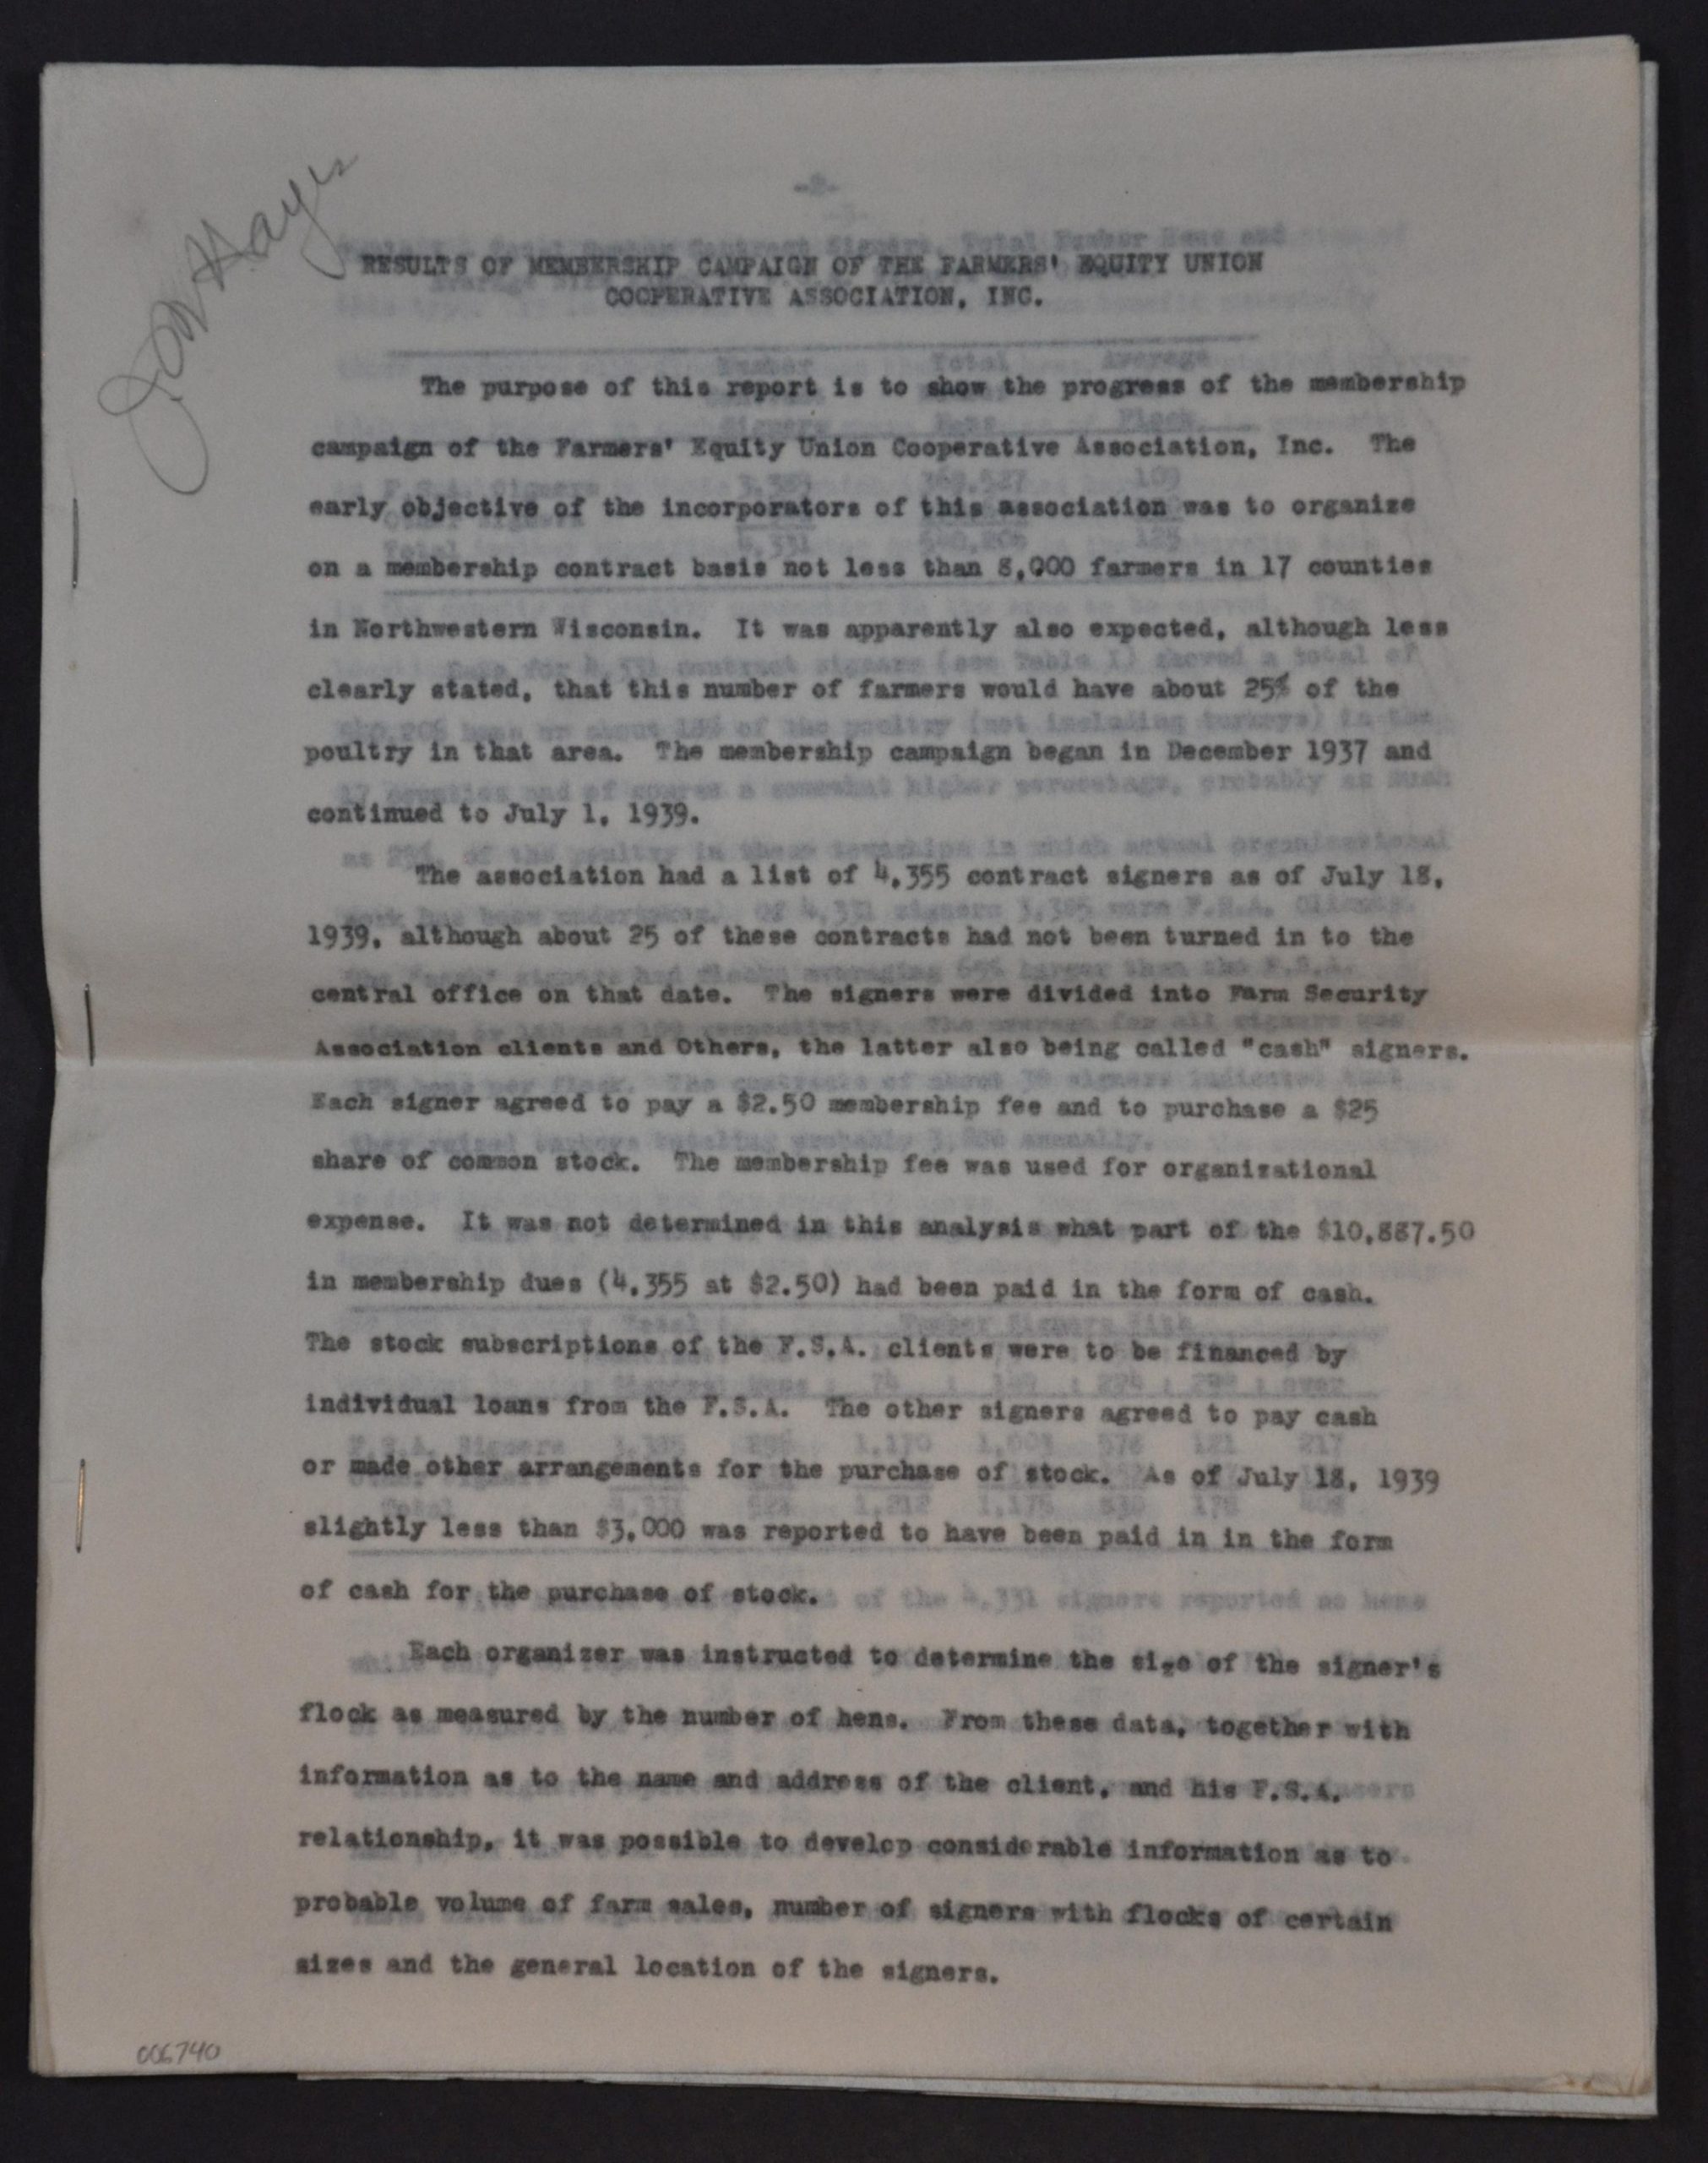 Jon Hayes
RESULTS OF MEMBERSHIP CAMPAIGN OF THE FARMERS' EQUITY UNION
COOPERATIVE ASSOCIATION, INC.
The purpose of this report is to show the progress of the membership
campaign of the Farmers' Equity Union Cooperative Association, Inc. The
early objective of the incorporators of this association was to organize
on a membership contract basis not less than 8,000 farmers in 17 counties
in Northwestern Wisconsin. It was apparently also expected, although less
clearly stated, that this number of farmers would have about 25% of the
poultry in that area. The membership campaign began in December 1937 and
continued to July 1, 1939.
The association had a list of 4,355 contract signers as of July 18,
1939, although about 25 of these contracts had not been turned in to the
central office on that date. The signers were divided into Farm Security
Association clients and Others, the latter also being called "cash" signers.
Each signer agreed to pay a $2.50 membership fee and to purchase a $25
share of common stock. The membership fee was used for organizational
expense. It was not determined in this analysis what part of the $10,887.50
in membership dues (4,355 at $2.50) had been paid in the form of cash.
The stock subscriptions of the F.S.A. clients were to be financed by
individual loans from the F.S.A. The other signers agreed to pay cash
or made other arrangements for the purchase of stock. As of July 18, 1939
slightly less than $3,000 was reported to have been paid in in the form
of cash for the purchase of stock.
Each organizer was instructed to determine the size of the signer's
flock as measured by the number of hens. From these data, together with
information as to the name and address of the client, and his F.S.A.
relationship, it was possible to develop considerable information as to
probable volume of farm sales, number of signers with flocks of certain
sizes and the general location of the signers.
006740